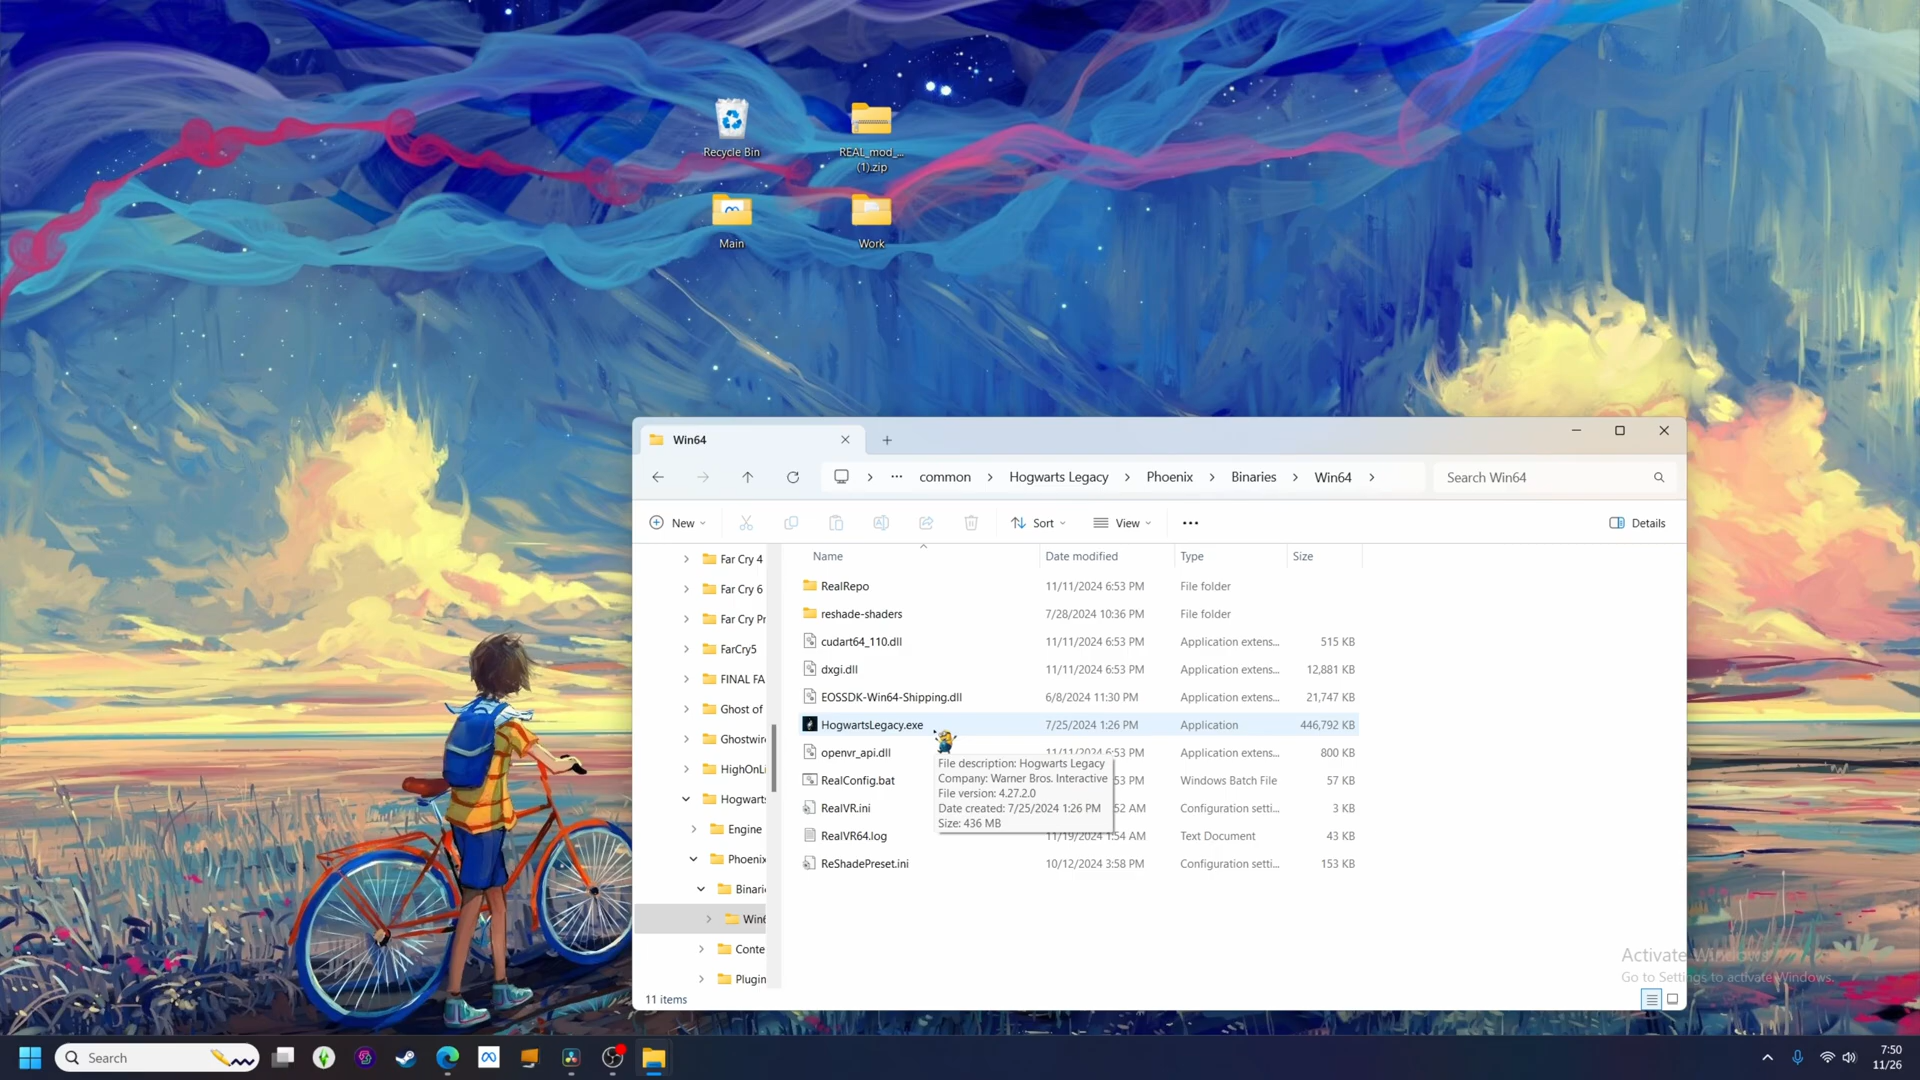 Recycle Bin
REAL_mod_...
(1).zip
Main
Work
Win64
common
Hogwarts Legacy
Phoenix
Binaries
Win64
Search Win64
New
Sort
View
Details
Name
Date modified
Type
Size
Far Cry 4
Far Cry 6
Far Cry Pr
FarCry5
FINAL FA
Ghost of
Ghostwire
HighOnLi
Hogwarts
Engine
Phoenix
Binarie
Win6
Conte
Plugin
RealRepo 11/11/2024 6:53 PM File folder
reshade-shaders 7/28/2024 10:36 PM File folder
cudart64_110.dll 11/11/2024 6:53 PM Application extens... 515 KB
dxgi.dll 11/11/2024 6:53 PM Application extens... 12,881 KB
EOSSDK-Win64-Shipping.dll 6/8/2024 11:30 PM Application extens... 21,747 KB
HogwartsLegacy.exe 7/25/2024 1:26 PM Application 446,792 KB
openvr_api.dll 11/11/2024 6:53 PM Application extens... 800 KB
RealConfig.bat 53 PM Windows Batch File 57 KB
RealVR.ini 52 AM Configuration setti... 3 KB
RealVR64.log 11/19/2024 1:54 AM Text Document 43 KB
ReShadePreset.ini 10/12/2024 3:58 PM Configuration setti... 153 KB
File description: Hogwarts Legacy
Company: Warner Bros. Interactive
File version: 4.27.2.0
Date created: 7/25/2024 1:26 PM
Size: 436 MB
11 items
Activate Windows
Go to Settings to activate Windows.
Search
7:50
11/26